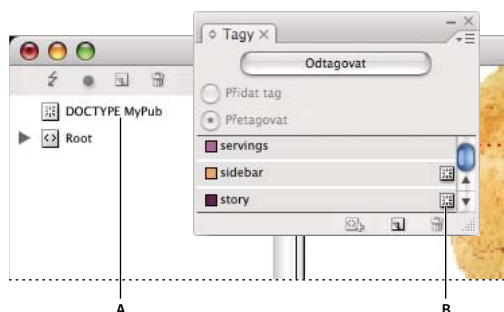 Tagy ×
Odtagovat
Přidat tag
Přetagovat
DOCTYPE MyPub
Root
servings
sidebar
story
A
B